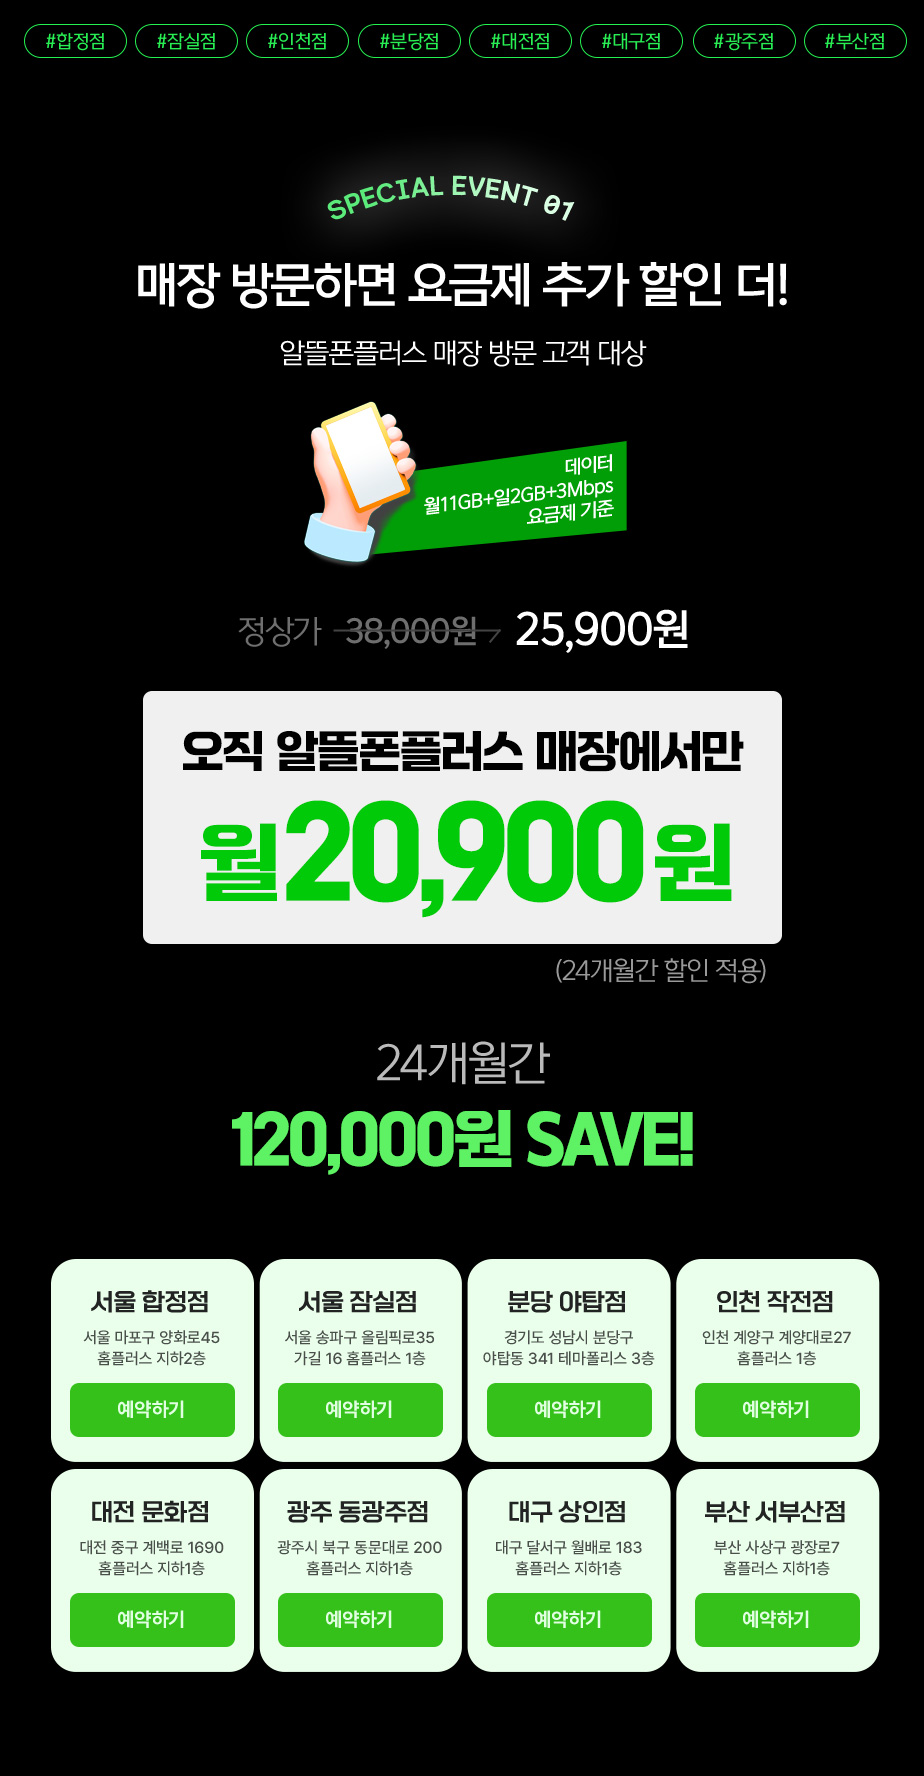 #합정점
#잠실점
#인천점
#분당점
#대전점
#대구점
#광주점
#부산점
SPECIAL EVENT 01
매장 방문하면 요금제 추가 할인 더!
알뜰폰플러스 매장 방문 고객 대상
데이터
월11GB+일2GB+3Mbps
요금제 기준
정상가 38,000원 25,900원
오직 알뜰폰플러스 매장에서만
월20,900원
(24개월간 할인 적용)
24개월간
120,000원 SAVE!
서울 합정점
서울 마포구 양화로45
홈플러스 지하2층
예약하기
서울 잠실점
서울 송파구 올림픽로35
가길 16 홈플러스 1층
예약하기
분당 야탑점
경기도 성남시 분당구
야탑동 341 테마폴리스 3층
예약하기
인천 작전점
인천 계양구 계양대로27
홈플러스 1층
예약하기
대전 문화점
대전 중구 계백로 1690
홈플러스 지하1층
예약하기
광주 동광주점
광주시 북구 동문대로 200
홈플러스 지하1층
예약하기
대구 상인점
대구 달서구 월배로 183
홈플러스 지하1층
예약하기
부산 서부산점
부산 사상구 광장로7
홈플러스 지하1층
예약하기